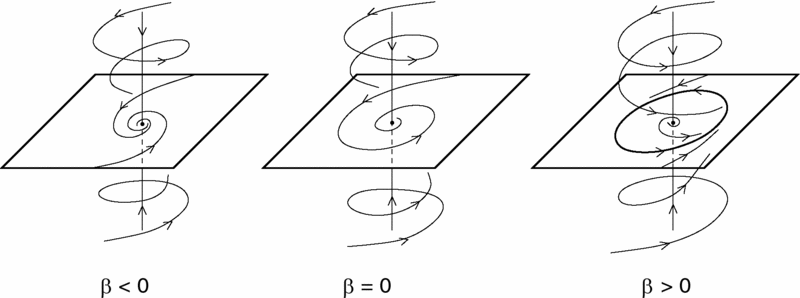 β < 0
β = 0
β > 0